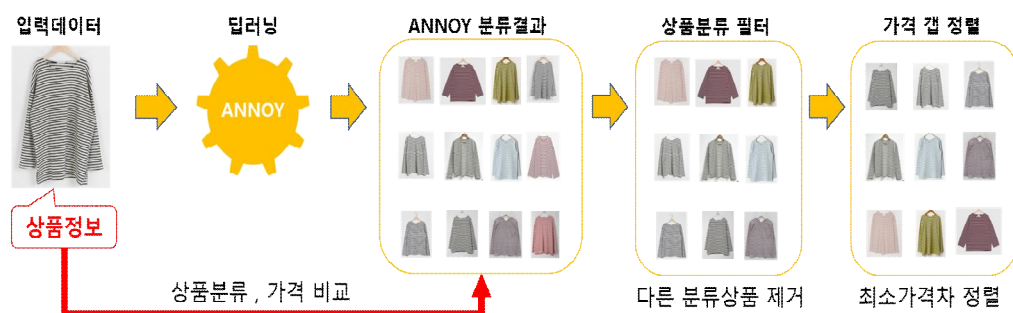 입력데이터
딥러닝
ANNOY 분류결과
상품분류 필터
가격 갭 정렬
ANNOY
상품정보
상품분류 , 가격 비교
다른 분류상품 제거
최소가격차 정렬